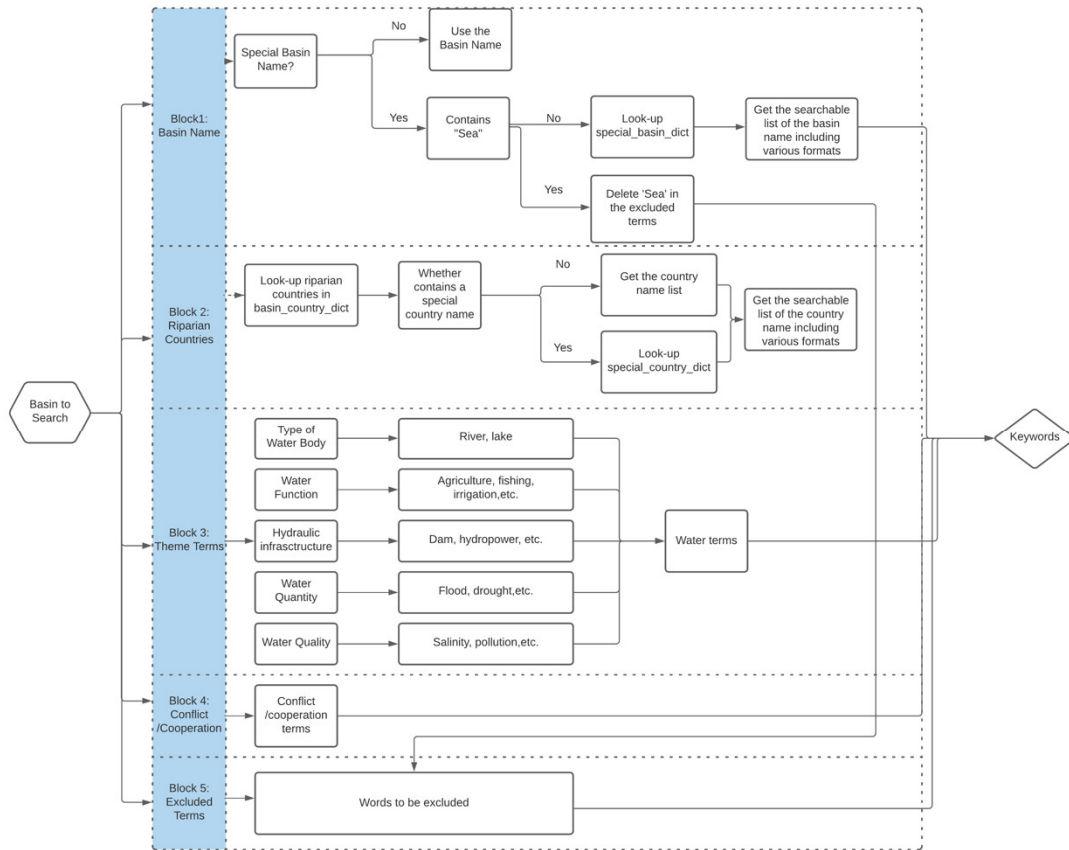 No
Use the
Basin Name
Special Basin
Name?
Block1:
Basin Name
Yes
Contains
"Sea"
No
Look-up
special_basin_dict
Get the searchable
list of the basin
name including
various formats
Yes
Delete 'Sea' in
the excluded
terms
Block 2:
Riparian
Countries
Look-up riparian
countries in
basin_country_dict
Whether
contains a
special
country name
No
Get the country
name list
Get the searchable
list of the country
name including
various formats
Yes
Look-up
special_country_dict
Basin to
Search
Keywords
Block 3:
Theme Terms
Type of
Water Body
River, lake
Water
Function
Agriculture, fishing,
irrigation,etc.
Hydraulic
infrasctructure
Dam, hydropower, etc.
Water terms
Water
Quantity
Flood, drought,etc.
Water Quality
Salinity, pollution,etc.
Block 4:
Conflict
/Cooperation
Conflict
/cooperation
terms
Block 5:
Excluded
Terms
Words to be excluded